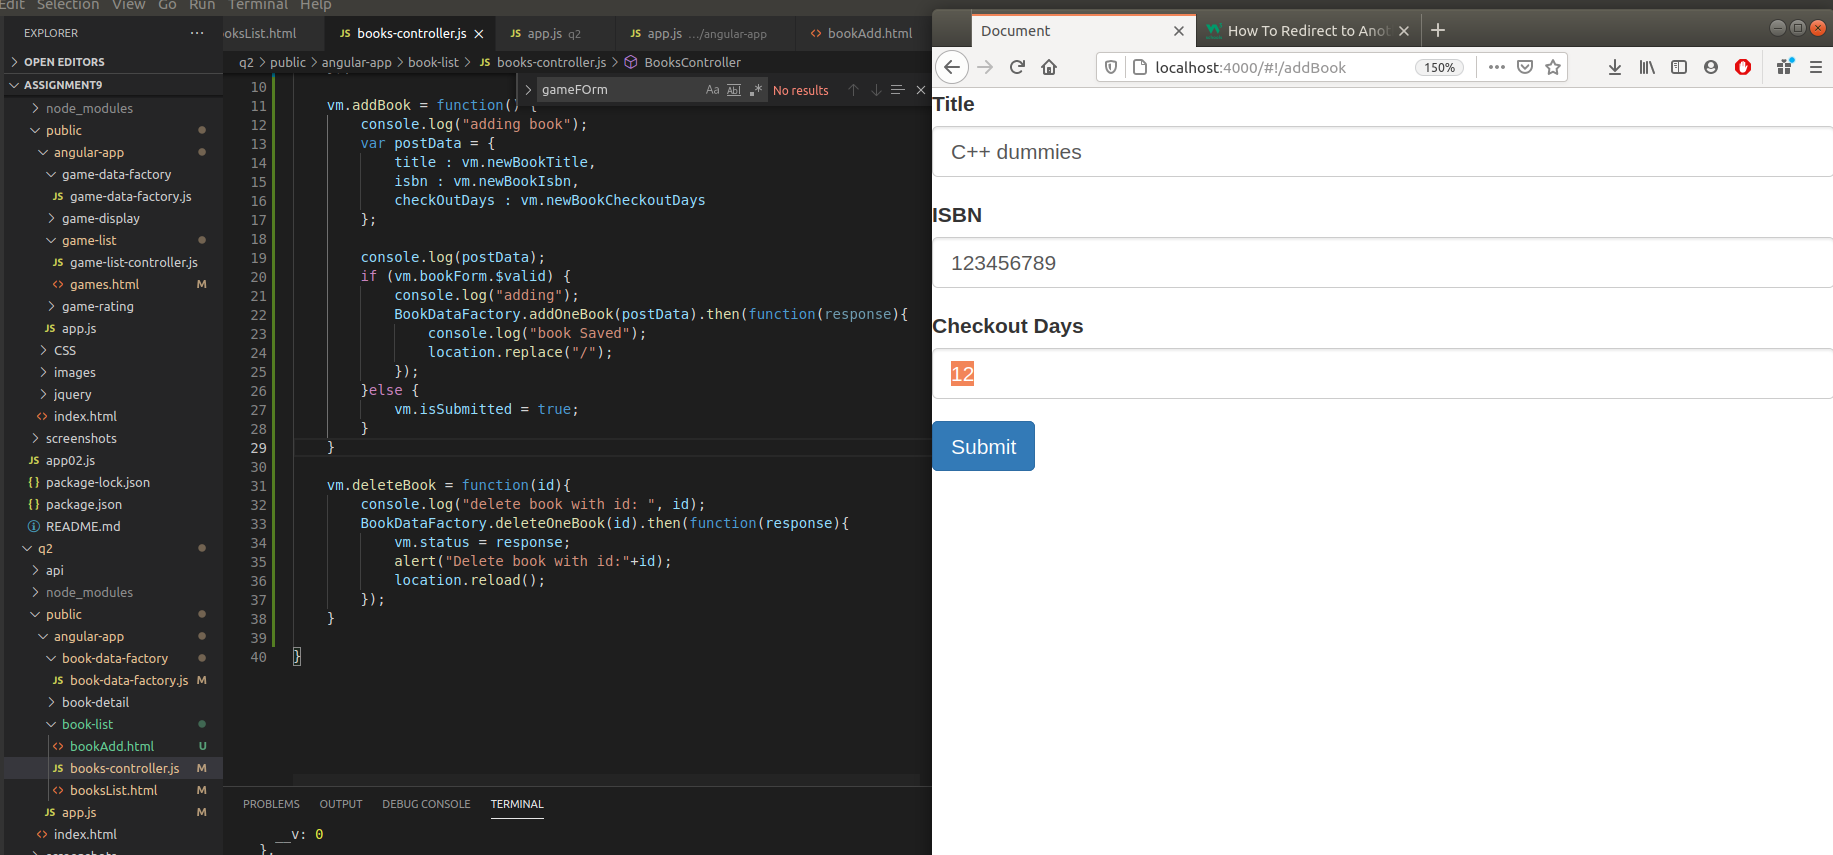 Edit Selection View Go Run Terminal Help
EXPLORER
OPEN EDITORS
ASSIGNMENT9
node_modules
public
angular-app
game-data-factory
JS game-data-factory.js
game-display
game-list
JS game-list-controller.js
<> games.html M
game-rating
JS app.js
CSS
images
jquery
<> index.html
screenshots
JS app02.js
{} package-lock.json
{} package.json
README.md
q2
api
node_modules
public
angular-app
book-data-factory
JS book-data-factory.js M
book-detail
book-list
<> bookAdd.html U
JS books-controller.js M
<> booksList.html M
JS app.js M
<> index.html
oksList.html JS books-controller.js JS app.js q2 JS app.js .../angular-app <> bookAdd.html
q2 > public > angular-app > book-list > JS books-controller.js > BooksController
gameFOrm Aa Abl .* No results
10
11 vm.addBook = function() {
12 console.log("adding book");
13 var postData = {
14 title : vm.newBookTitle,
15 isbn : vm.newBookIsbn,
16 checkOutDays : vm.newBookCheckoutDays
17 };
18
19 console.log(postData);
20 if (vm.bookForm.$valid) {
21 console.log("adding");
22 BookDataFactory.addOneBook(postData).then(function(response){
23 console.log("book Saved");
24 location.replace("/");
25 });
26 }else {
27 vm.isSubmitted = true;
28 }
29 }
30
31 vm.deleteBook = function(id){
32 console.log("delete book with id: ", id);
33 BookDataFactory.deleteOneBook(id).then(function(response){
34 vm.status = response;
35 alert("Delete book with id:"+id);
36 location.reload();
37 });
38 }
39
40 }
PROBLEMS OUTPUT DEBUG CONSOLE TERMINAL
__v: 0
},
Document How To Redirect to Anot
localhost:4000/#!/addBook 150%
Title
C++ dummies
ISBN
123456789
Checkout Days
12
Submit